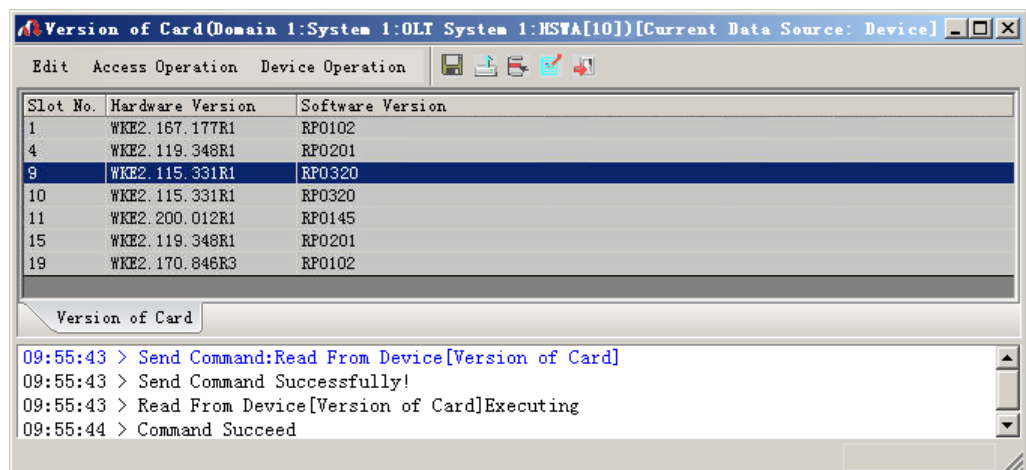 Version of Card(Domain 1:System 1:OLT System 1:HSWA[10])[Current Data Source: Device]
Edit Access Operation Device Operation
Slot No. Hardware Version Software Version
1 WKE2.167.177R1 RP0102
4 WKE2.119.348R1 RP0201
9 WKE2.115.331R1 RP0320
10 WKE2.115.331R1 RP0320
11 WKE2.200.012R1 RP0145
15 WKE2.119.348R1 RP0201
19 WKE2.170.846R3 RP0102
Version of Card
09:55:43 > Send Command:Read From Device[Version of Card]
09:55:43 > Send Command Successfully!
09:55:43 > Read From Device[Version of Card]Executing
09:55:44 > Command Succeed